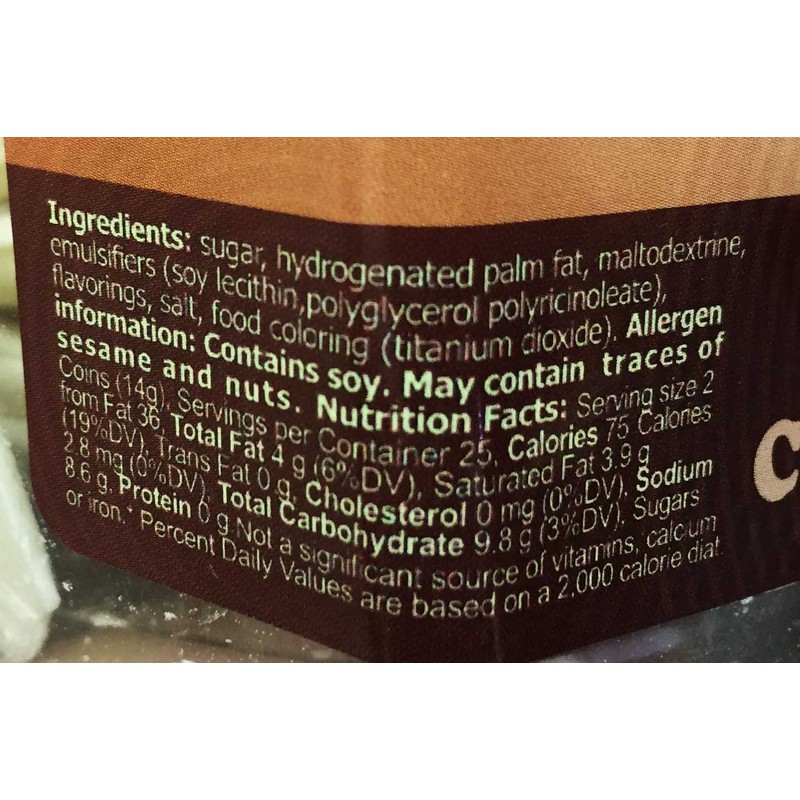 Ingredients: sugar, hydrogenated palm fat, maltodextrine,
emulsifiers (soy lecithin,polyglycerol polyricinoleate),
flavorings, salt, food coloring (titanium dioxide). Allergen
information: Contains soy. May contain traces of
sesame and nuts. Nutrition Facts: Serving size 2
Coins (14g), Servings per Container 25, Calories 75 Calories
from Fat 36, Total Fat 4 g (6%DV), Saturated Fat 3.9 g
(19%DV), Trans Fat 0 g, Cholesterol 0 mg (0%DV), Sodium
2.8 mg (0%DV), Total Carbohydrate 9.8 g (3%DV), Sugars
8.6 g, Protein 0 g.Not a significant source of vitamins, calcium
or iron.* Percent Daily Values are based on a 2,000 calorie diat.
c